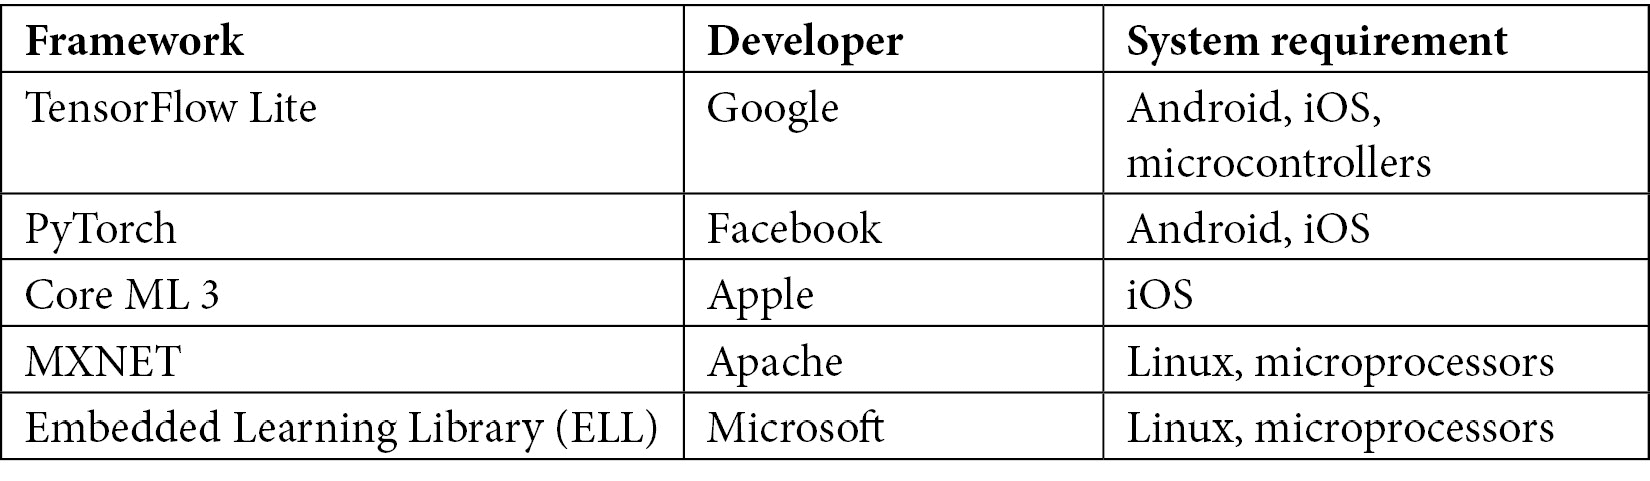 Framework Developer System requirement
TensorFlow Lite Google Android, iOS,
microcontrollers
PyTorch Facebook Android, iOS
Core ML 3 Apple iOS
MXNET Apache Linux, microprocessors
Embedded Learning Library (ELL) Microsoft Linux, microprocessors